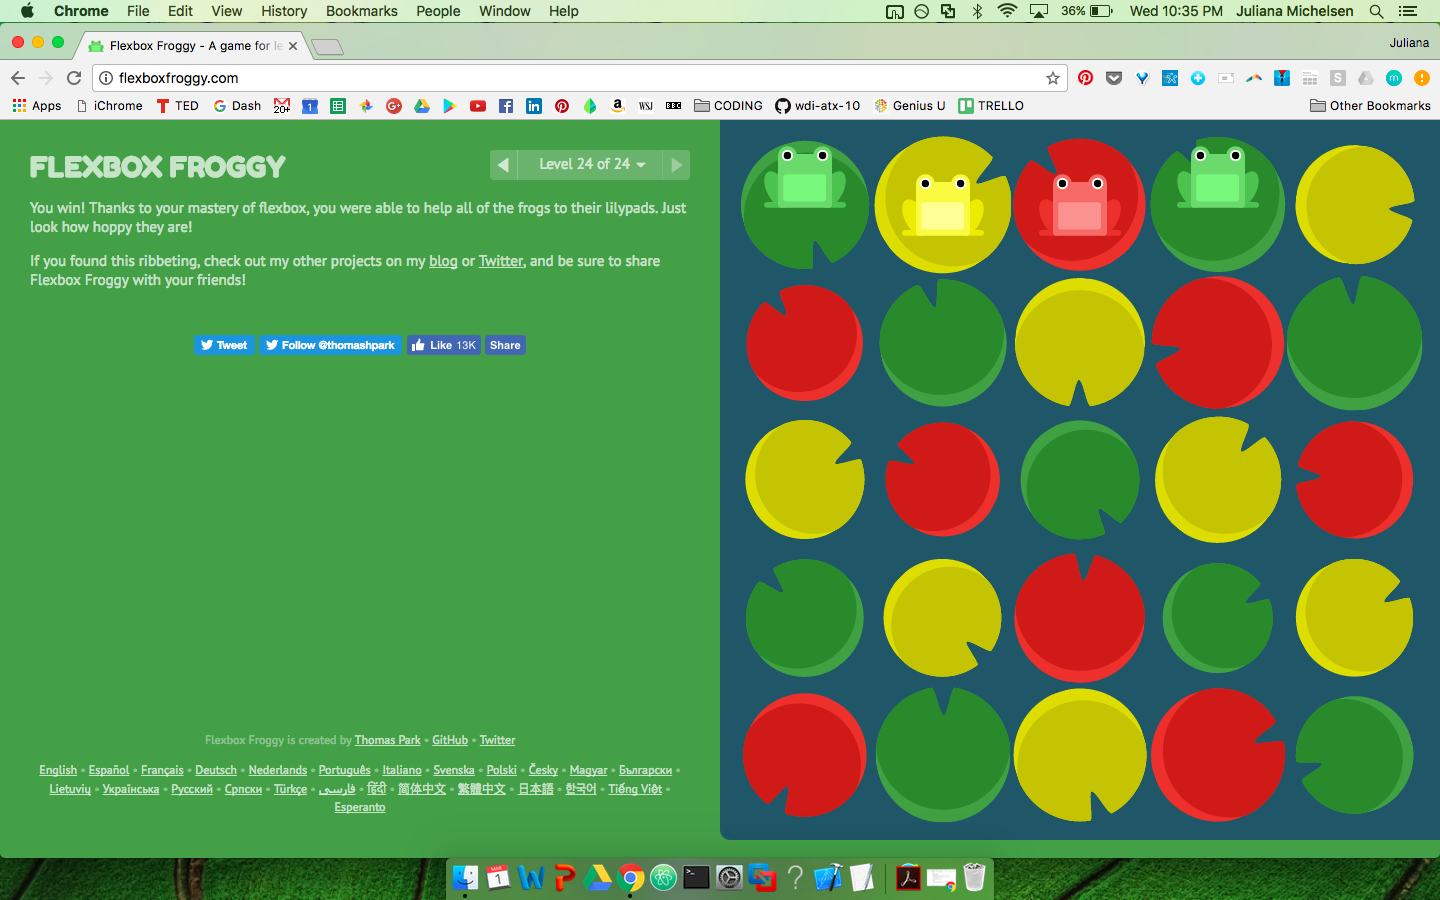 Chrome File Edit View History Bookmarks People Window Help 36% Wed 10:35 PM Juliana Michelsen
Flexbox Froggy - A game for le Juliana
flexboxfroggy.com
Apps iChrome TED Dash 20+ 1 WSJ BBC CODING wdi-atx-10 Genius U TRELLO Other Bookmarks
FLEXBOX FROGGY
Level 24 of 24
You win! Thanks to your mastery of flexbox, you were able to help all of the frogs to their lilypads. Just
look how hoppy they are!
If you found this ribbeting, check out my other projects on my blog or Twitter, and be sure to share
Flexbox Froggy with your friends!
Tweet Follow @thomashpark Like 13K Share
Flexbox Froggy is created by Thomas Park • GitHub • Twitter
English • Español • Français • Deutsch • Nederlands • Português • Italiano • Svenska • Polski • Česky • Magyar • Български •
Lietuvių • Українська • Русский • Српски • Türkçe • فارسی • हिंदी • 简体中文 • 繁體中文 • 日本語 • 한국어 • Tiếng Việt •
Esperanto